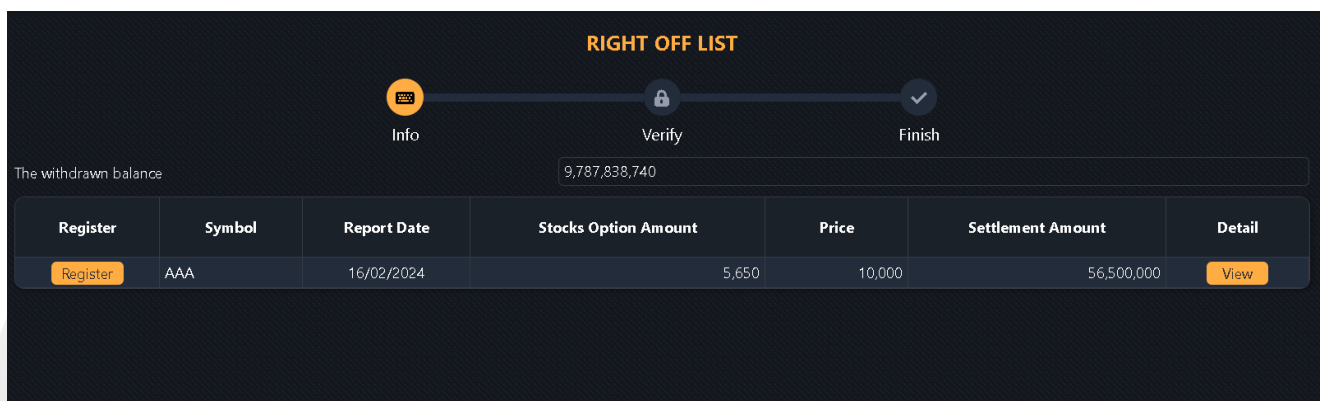 RIGHT OFF LIST
Info Verify Finish
The withdrawn balance 9,787,838,740
Register Symbol Report Date Stocks Option Amount Price Settlement Amount Detail
Register AAA 16/02/2024 5,650 10,000 56,500,000 View